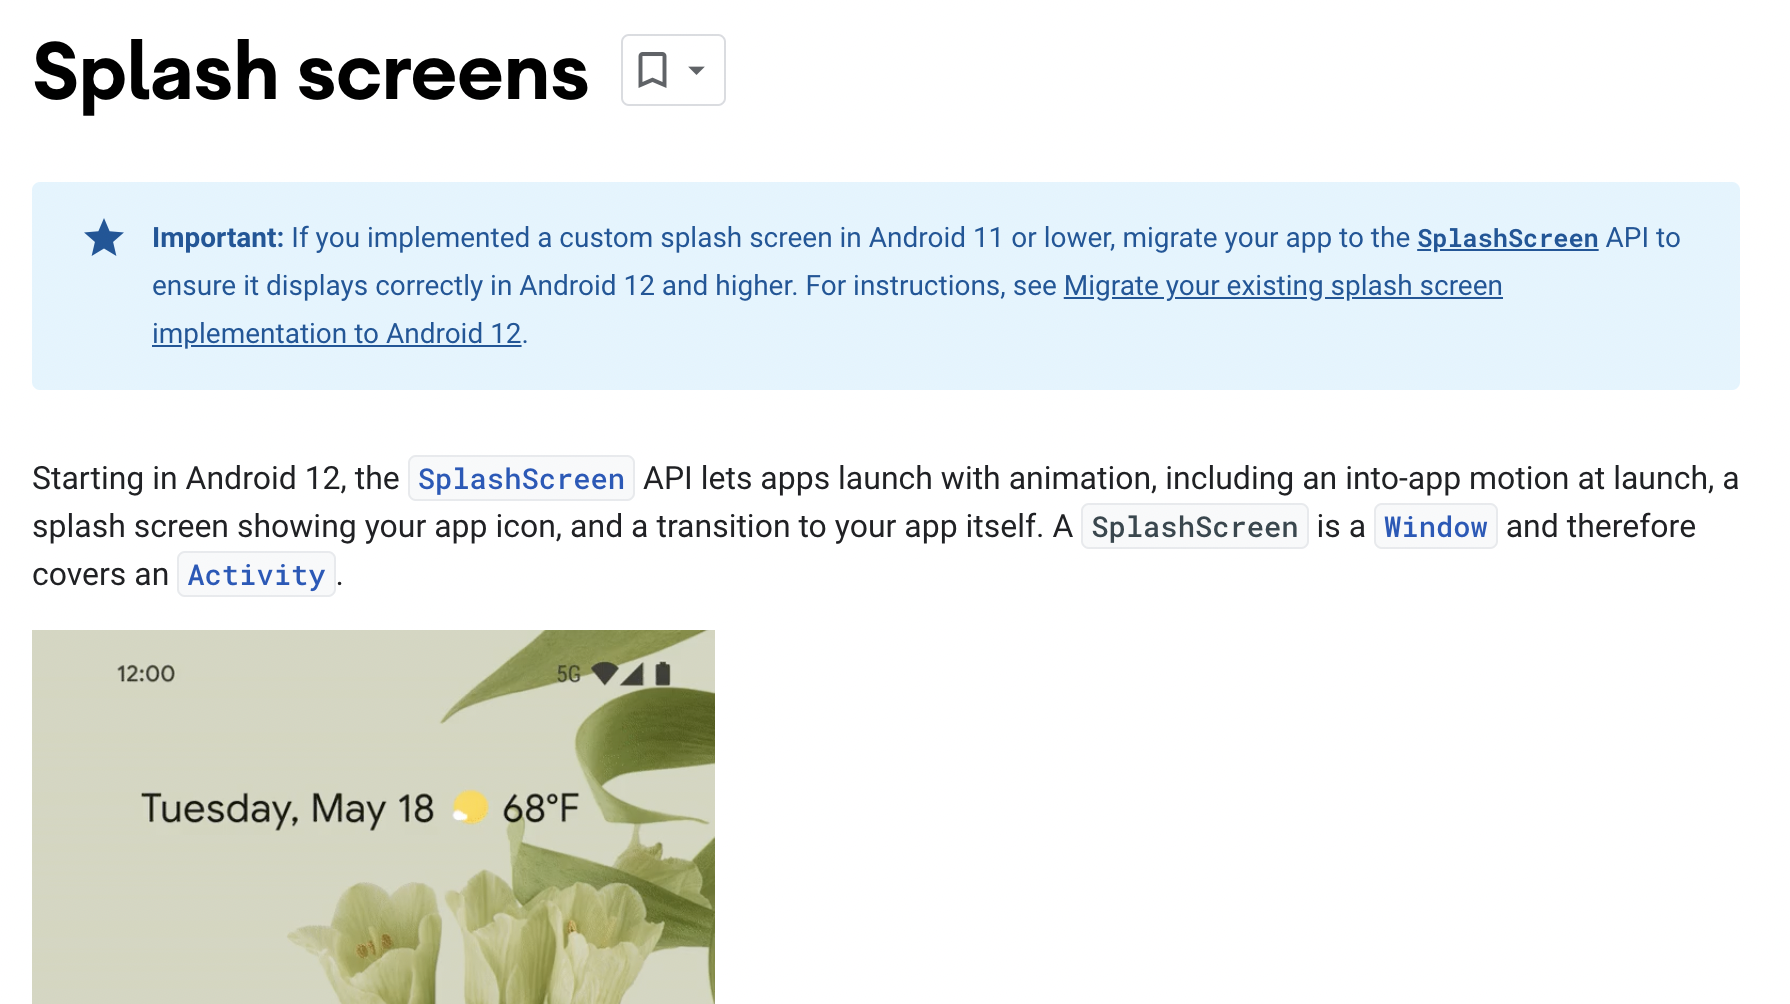 Splash screens
Important: If you implemented a custom splash screen in Android 11 or lower, migrate your app to the SplashScreen API to
ensure it displays correctly in Android 12 and higher. For instructions, see Migrate your existing splash screen
implementation to Android 12.
Starting in Android 12, the SplashScreen API lets apps launch with animation, including an into-app motion at launch, a
splash screen showing your app icon, and a transition to your app itself. A SplashScreen is a Window and therefore
covers an Activity.
12:00 5G
Tuesday, May 18 68°F